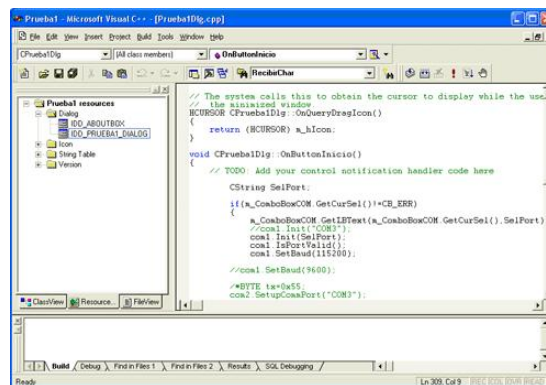 Prueba1 - Microsoft Visual C++ - [Prueba1Dlg.cpp]
File Edit View Insert Project Build Tools Window Help
CPrueba1Dlg [All class members] OnButtonInicio
RecibirChar
Prueba1 resources
Dialog
IDD_ABOUTBOX
IDD_PRUEBA1_DIALOG
Icon
String Table
Version
// The system calls this to obtain the cursor to display while the use
// the minimized window.
HCURSOR CPrueba1Dlg::OnQueryDragIcon()
{
return (HCURSOR) m_hIcon;
}
void CPrueba1Dlg::OnButtonInicio()
{
// TODO: Add your control notification handler code here
CString SelPort;
if(m_ComboBoxCOM.GetCurSel()!=CB_ERR)
{
m_ComboBoxCOM.GetLBText(m_ComboBoxCOM.GetCurSel(),SelPort)
//com1.Init("COM3");
com1.Init(SelPort);
com1.IsPortValid();
com1.SetBaud(115200);
//com1.SetBaud(9600);
/*BYTE tx=0x55;
com2.SetupCommPort("COM3");
ClassView Resource... FileView
Build Debug Find in Files 1 Find in Files 2 Results SQL Debugging
Ready Ln 309, Col 9 REC COL OVR READ